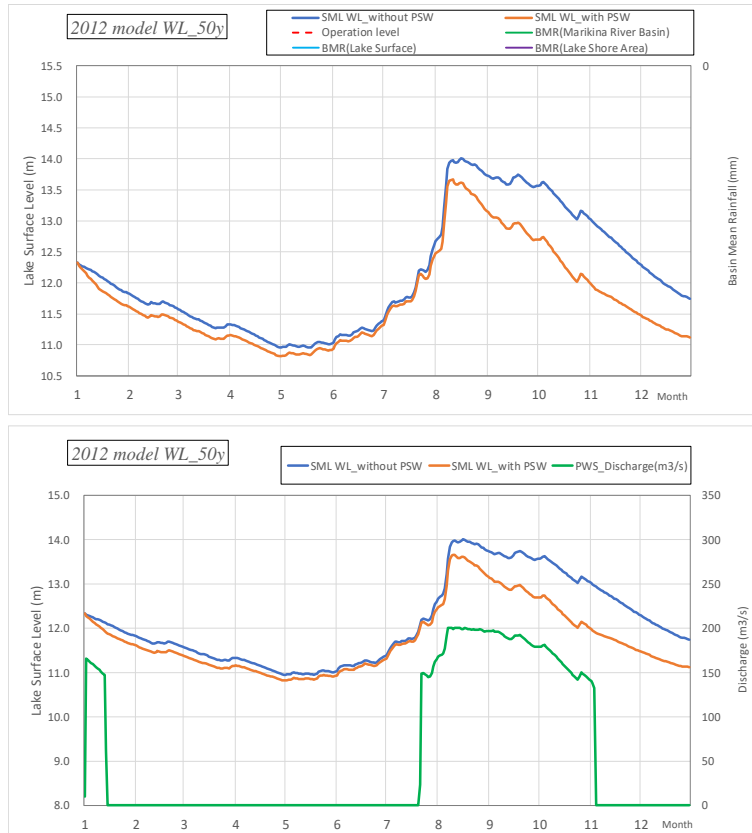 2012 model WL_50y
SML WL_without PSW SML WL_with PSW
Operation level BMR(Marikina River Basin)
BMR(Lake Surface) BMR(Lake Shore Area)
Lake Surface Level (m)
15.5
15.0
14.5
14.0
13.5
13.0
12.5
12.0
11.5
11.0
10.5
0
Basin Mean Rainfall (mm)
1 2 3 4 5 6 7 8 9 10 11 12 Month
2012 model WL_50y
SML WL_without PSW SML WL_with PSW PWS_Discharge(m3/s)
Lake Surface Level (m)
15.0
14.0
13.0
12.0
11.0
10.0
9.0
8.0
350
300
250
200
150
100
50
0
Discharge (m3/s)
1 2 3 4 5 6 7 8 9 10 11 12 Month